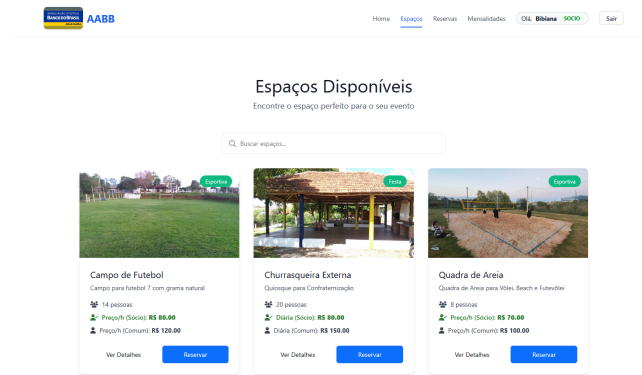 BANCO DO BRASIL
AABB
Home Espaços Reservas Mensalidades Olá, Bibiana SOCIO Sair
Espaços Disponíveis
Encontre o espaço perfeito para o seu evento
Buscar espaços...
Esportiva Festa Esportiva
Campo de Futebol
Campo para futebol 7 com grama natural
14 pessoas
Preço/h (Sócio): R$ 80.00
Preço/h (Comum): R$ 120.00
Ver Detalhes Reservar
Churrasqueira Externa
Quiosque para Confraternização
20 pessoas
Diária (Sócio): R$ 80.00
Diária (Comum): R$ 150.00
Ver Detalhes Reservar
Quadra de Areia
Quadra de Areia para Vôlei, Beach e Futevôlei
8 pessoas
Preço/h (Sócio): R$ 70.00
Preço/h (Comum): R$ 100.00
Ver Detalhes Reservar